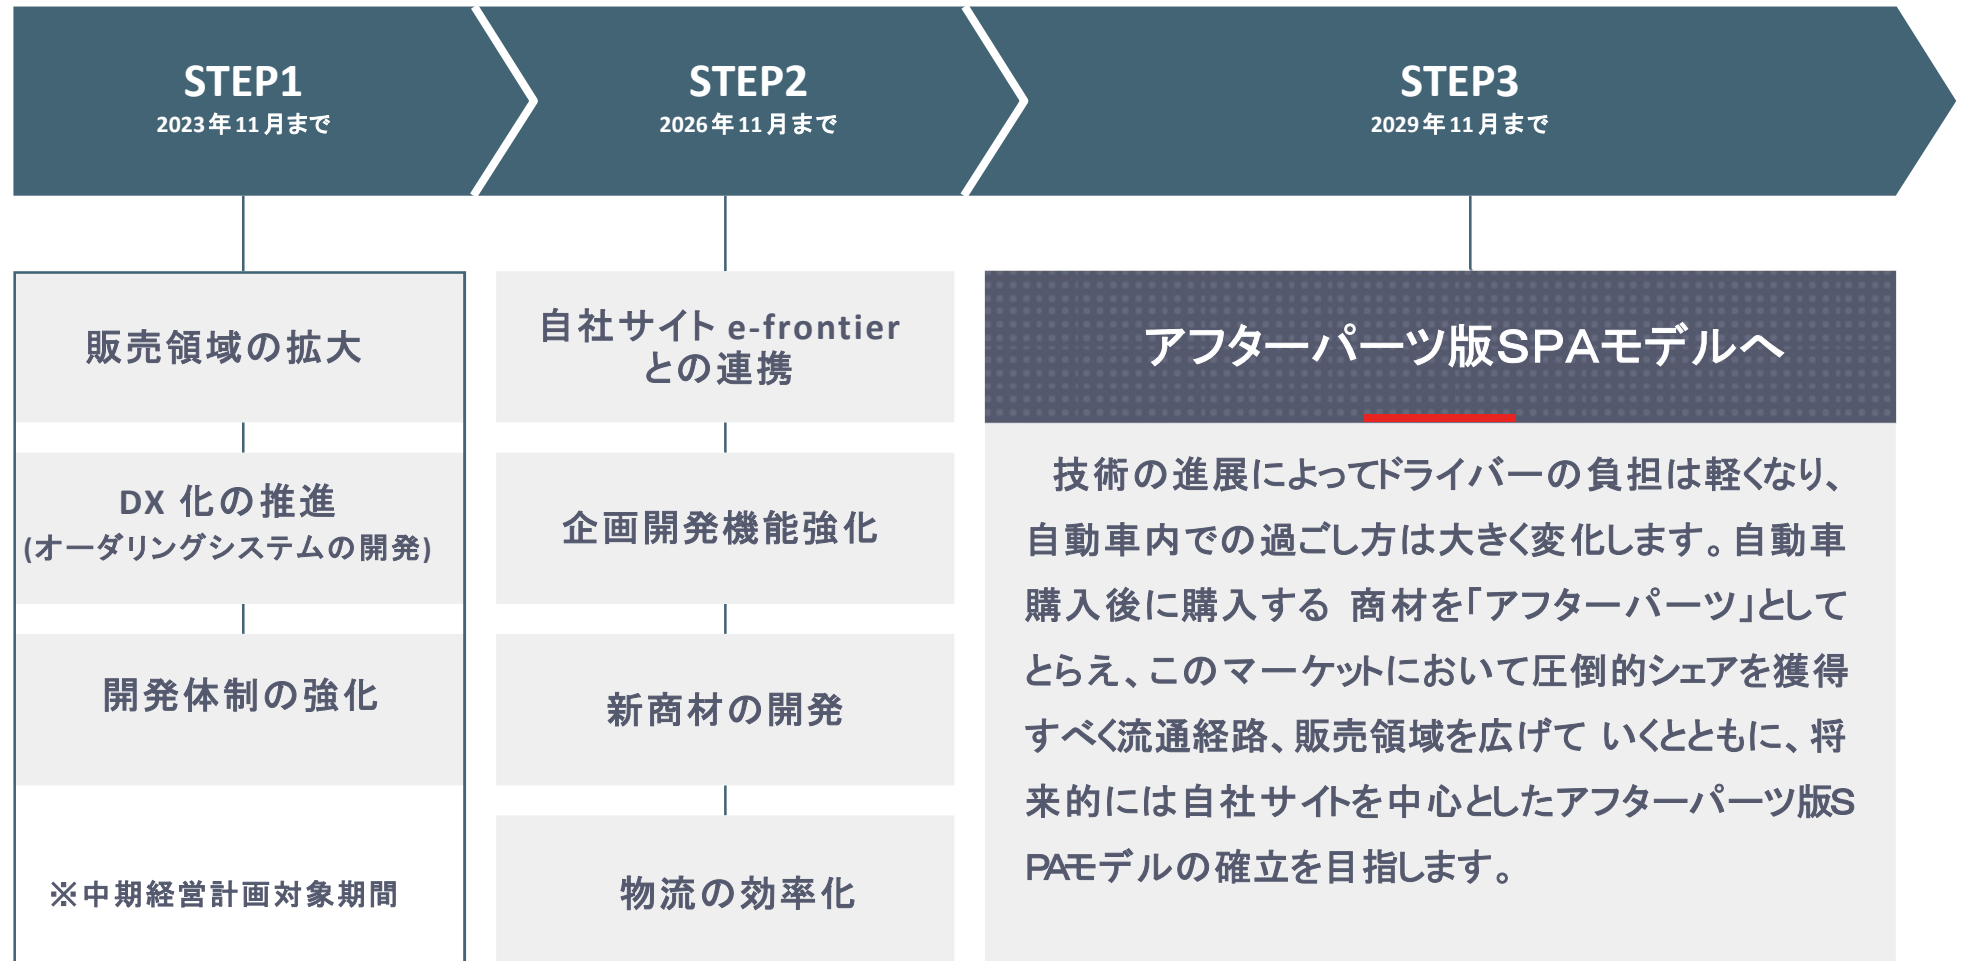 STEP1
2023年11月まで
STEP2
2026年11月まで
STEP3
2029年11月まで
販売領域の拡大
DX 化の推進
(オーダリングシステムの開発)
開発体制の強化
※中期経営計画対象期間
自社サイト e-frontier
との連携
企画開発機能強化
新商材の開発
物流の効率化
アフターパーツ版SPAモデルへ
技術の進展によってドライバーの負担は軽くなり、
自動車内での過ごし方は大きく変化します。自動車
購入後に購入する 商材を「アフターパーツ」として
とらえ、このマーケットにおいて圧倒的シェアを獲得
すべく流通経路、販売領域を広げて いくとともに、将
来的には自社サイトを中心としたアフターパーツ版S
PAモデルの確立を目指します。